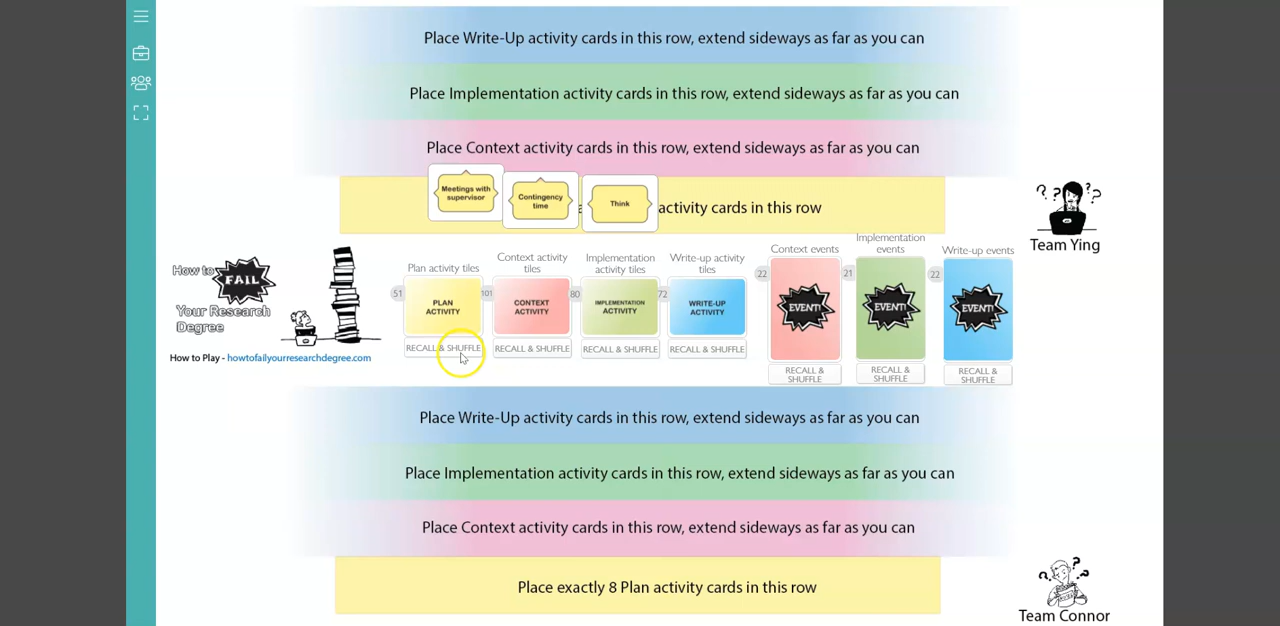 Place Write-Up activity cards in this row, extend sideways as far as you can
Place Implementation activity cards in this row, extend sideways as far as you can
Place Context activity cards in this row, extend sideways as far as you can
Meetings with
supervisor
Contingency
time
Think
activity cards in this row
Team Ying
How to
FAIL
Your Research
Degree
How to Play - howtofailyourresearchdegree.com
Plan activity tiles
51
PLAN
ACTIVITY
RECALL & SHUFFLE
Context activity
tiles
101
CONTEXT
ACTIVITY
RECALL & SHUFFLE
Implementation
activity tiles
80
IMPLEMENTATION
ACTIVITY
RECALL & SHUFFLE
Write-up activity
tiles
72
WRITE-UP
ACTIVITY
RECALL & SHUFFLE
Context events
22
EVENT!
RECALL &
SHUFFLE
Implementation
events
21
EVENT!
RECALL &
SHUFFLE
Write-up events
22
EVENT!
RECALL &
SHUFFLE
Place Write-Up activity cards in this row, extend sideways as far as you can
Place Implementation activity cards in this row, extend sideways as far as you can
Place Context activity cards in this row, extend sideways as far as you can
Place exactly 8 Plan activity cards in this row
Team Connor